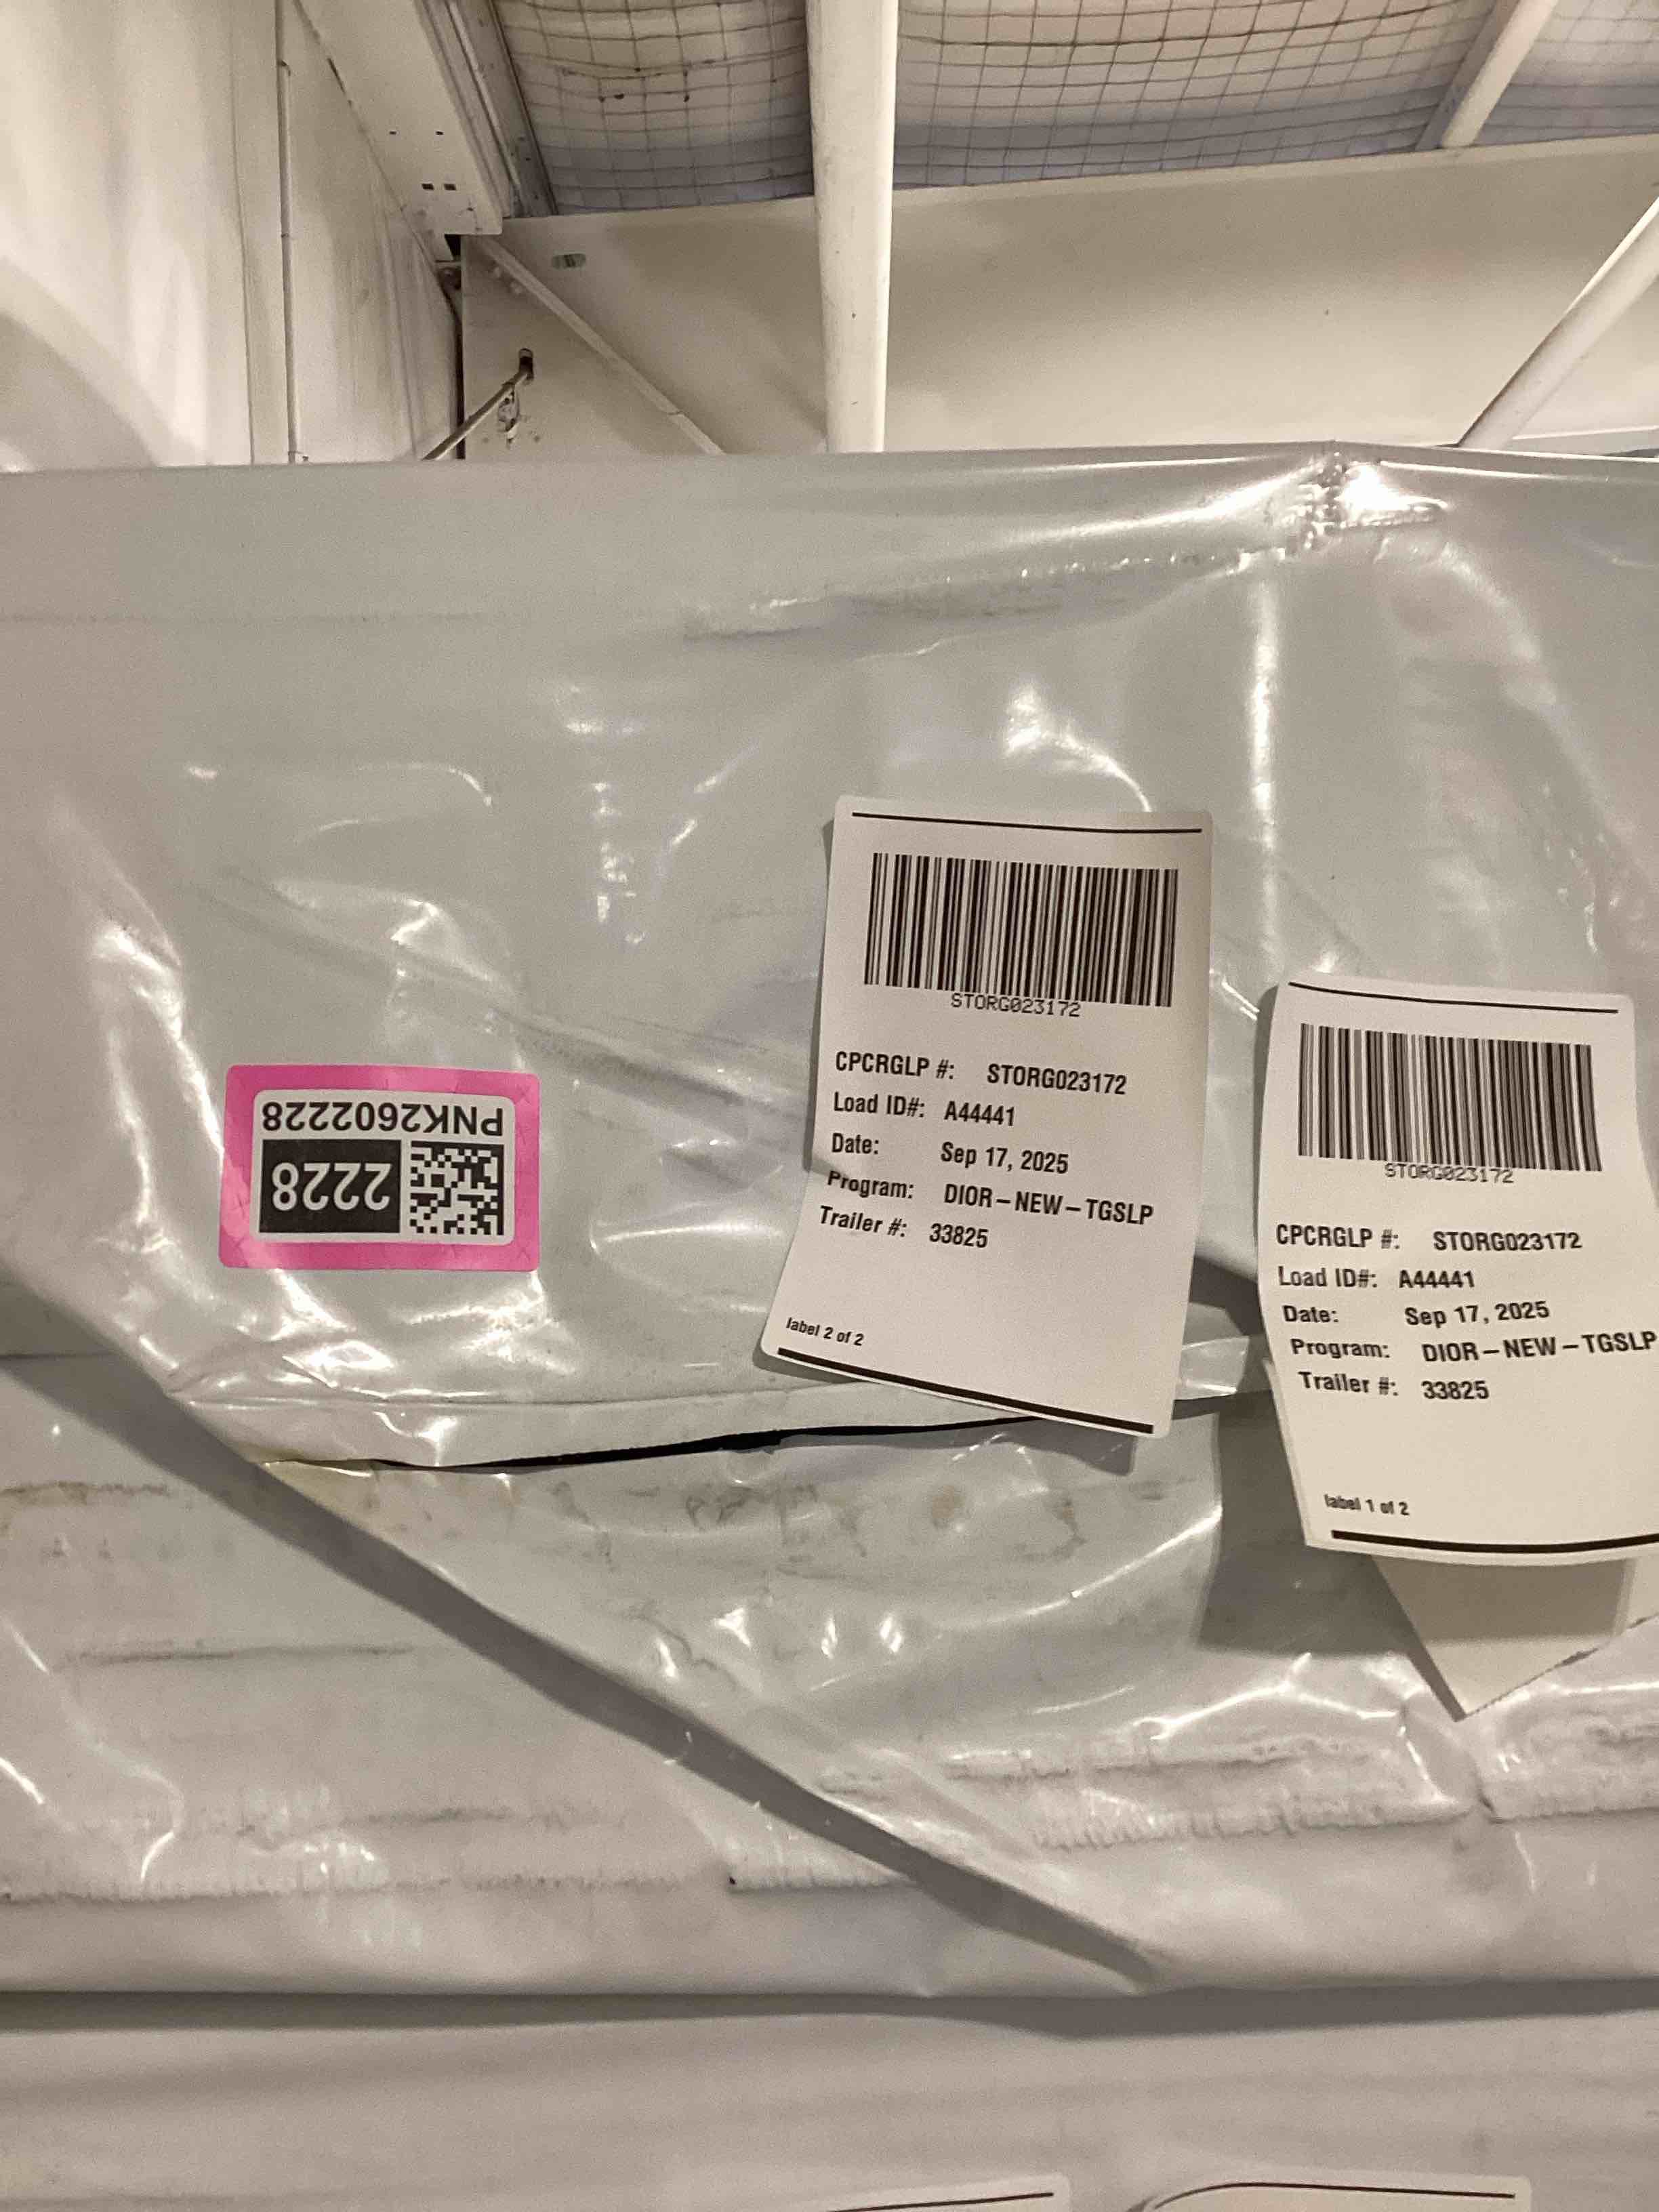 PNK2602228
2228
STORG023172
CPCRGLP #: STORG023172
Load ID#: A44441
Date: Sep 17, 2025
Program: DIOR-NEW-TGSLP
Trailer #: 33825
label 2 of 2
STORG023172
CPCRGLP #: STORG023172
Load ID#: A44441
Date: Sep 17, 2025
Program: DIOR-NEW-TGSLP
Trailer #: 33825
label 1 of 2